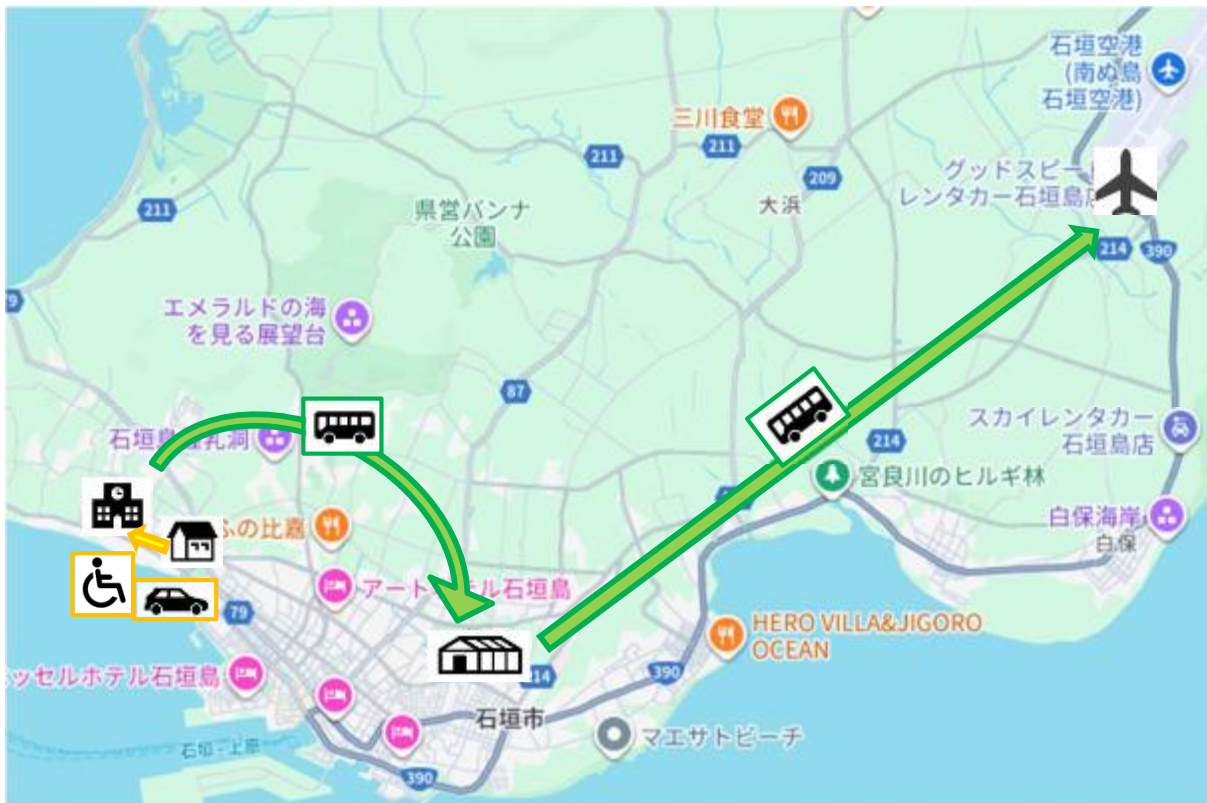 石垣空港
(南ぬ島
石垣空港)
三川食堂
211
211
211
209
グッドスピード
レンタカー石垣島店
大浜
県営バンナ
公園
214
390
エメラルドの海
を見る展望台
79
87
石垣島
乳洞
スカイレンタカー
石垣島店
214
宮良川のヒルギ林
白保海岸
白保
ふの比嘉
アート
テル石垣島
79
HERO VILLA&JIGORO
OCEAN
ッセルホテル石垣島
214
390
石垣市
マエサトビーチ
石垣-上原
390